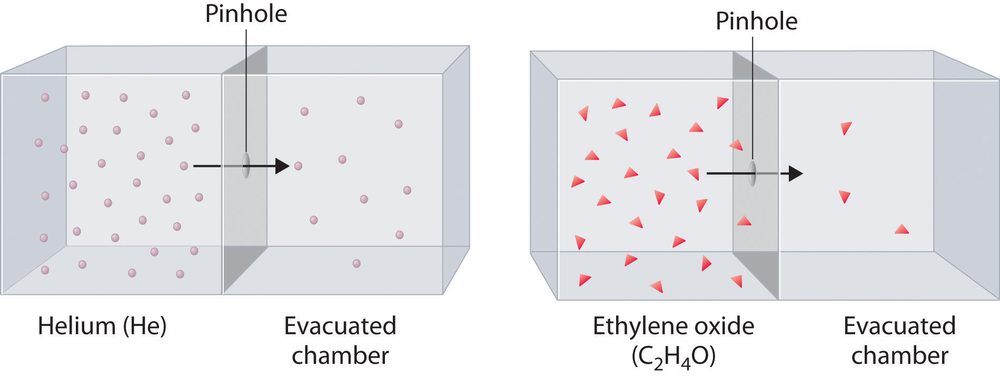 Pinhole
Pinhole
Helium (He)
Evacuated
chamber
Ethylene oxide
(C₂H₄O)
Evacuated
chamber